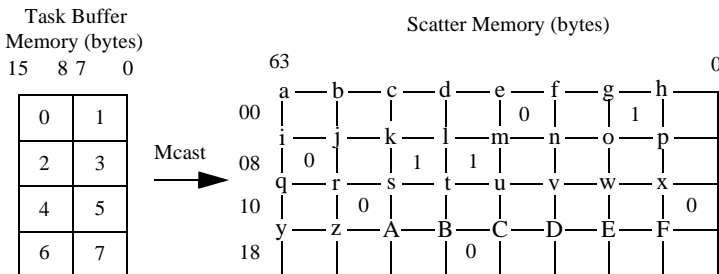 Task Buffer
Memory (bytes)
15 8 7 0
0 1
2 3
4 5
6 7
Mcast
Scatter Memory (bytes)
63 0
a b c d e f g h
00 0 1
i j k l m n o p
08 0 1 1
q r s t u v w x
10 0 0
y z A B C D E F
18 0